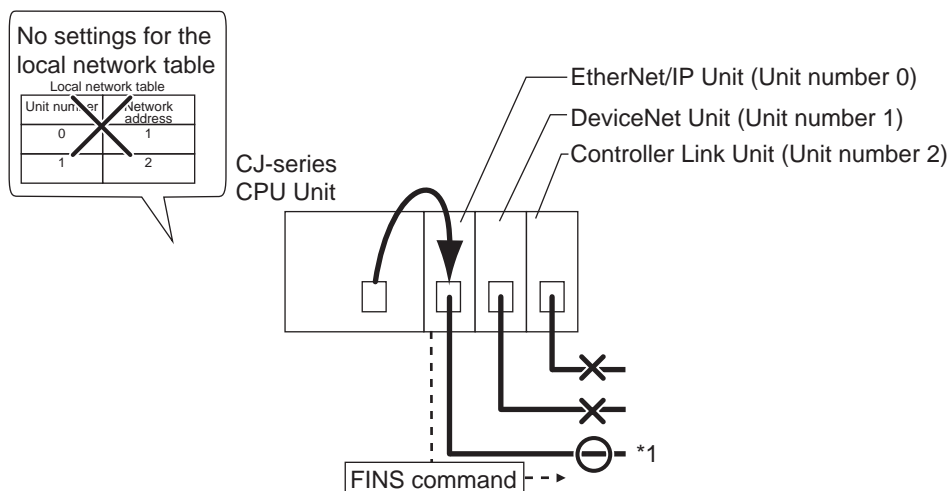 No settings for the
local network table
Local network table
Unit number
Network
address
0
1
1
2
CJ-series
CPU Unit
EtherNet/IP Unit (Unit number 0)
DeviceNet Unit (Unit number 1)
Controller Link Unit (Unit number 2)
*1
FINS command